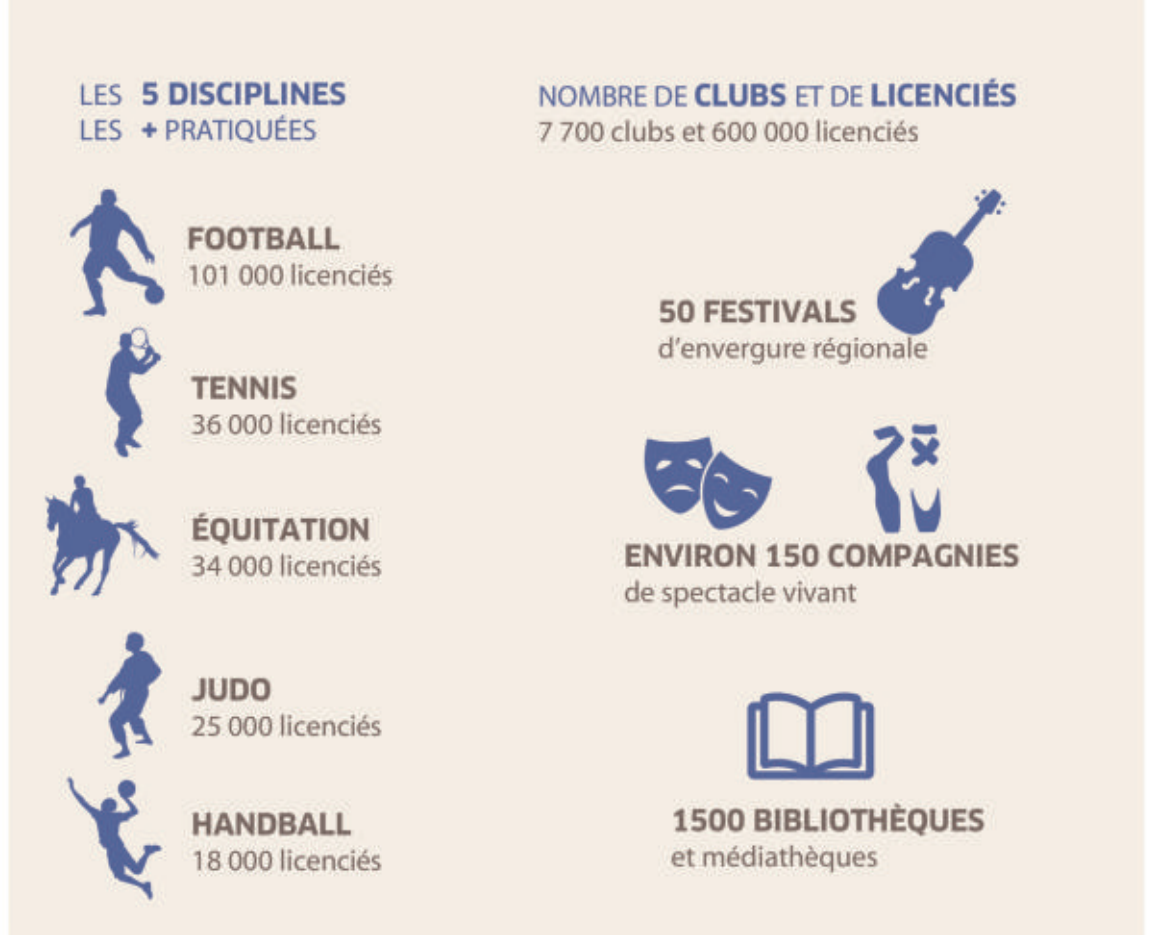 LES 5 DISCIPLINES
LES + PRATIQUÉES
FOOTBALL
101 000 licenciés
TENNIS
36 000 licenciés
ÉQUITATION
34 000 licenciés
JUDO
25 000 licenciés
HANDBALL
18 000 licenciés
NOMBRE DE CLUBS ET DE LICENCIÉS
7 700 clubs et 600 000 licenciés
50 FESTIVALS
d'envergure régionale
ENVIRON 150 COMPAGNIES
de spectacle vivant
1500 BIBLIOTHÈQUES
et médiathèques